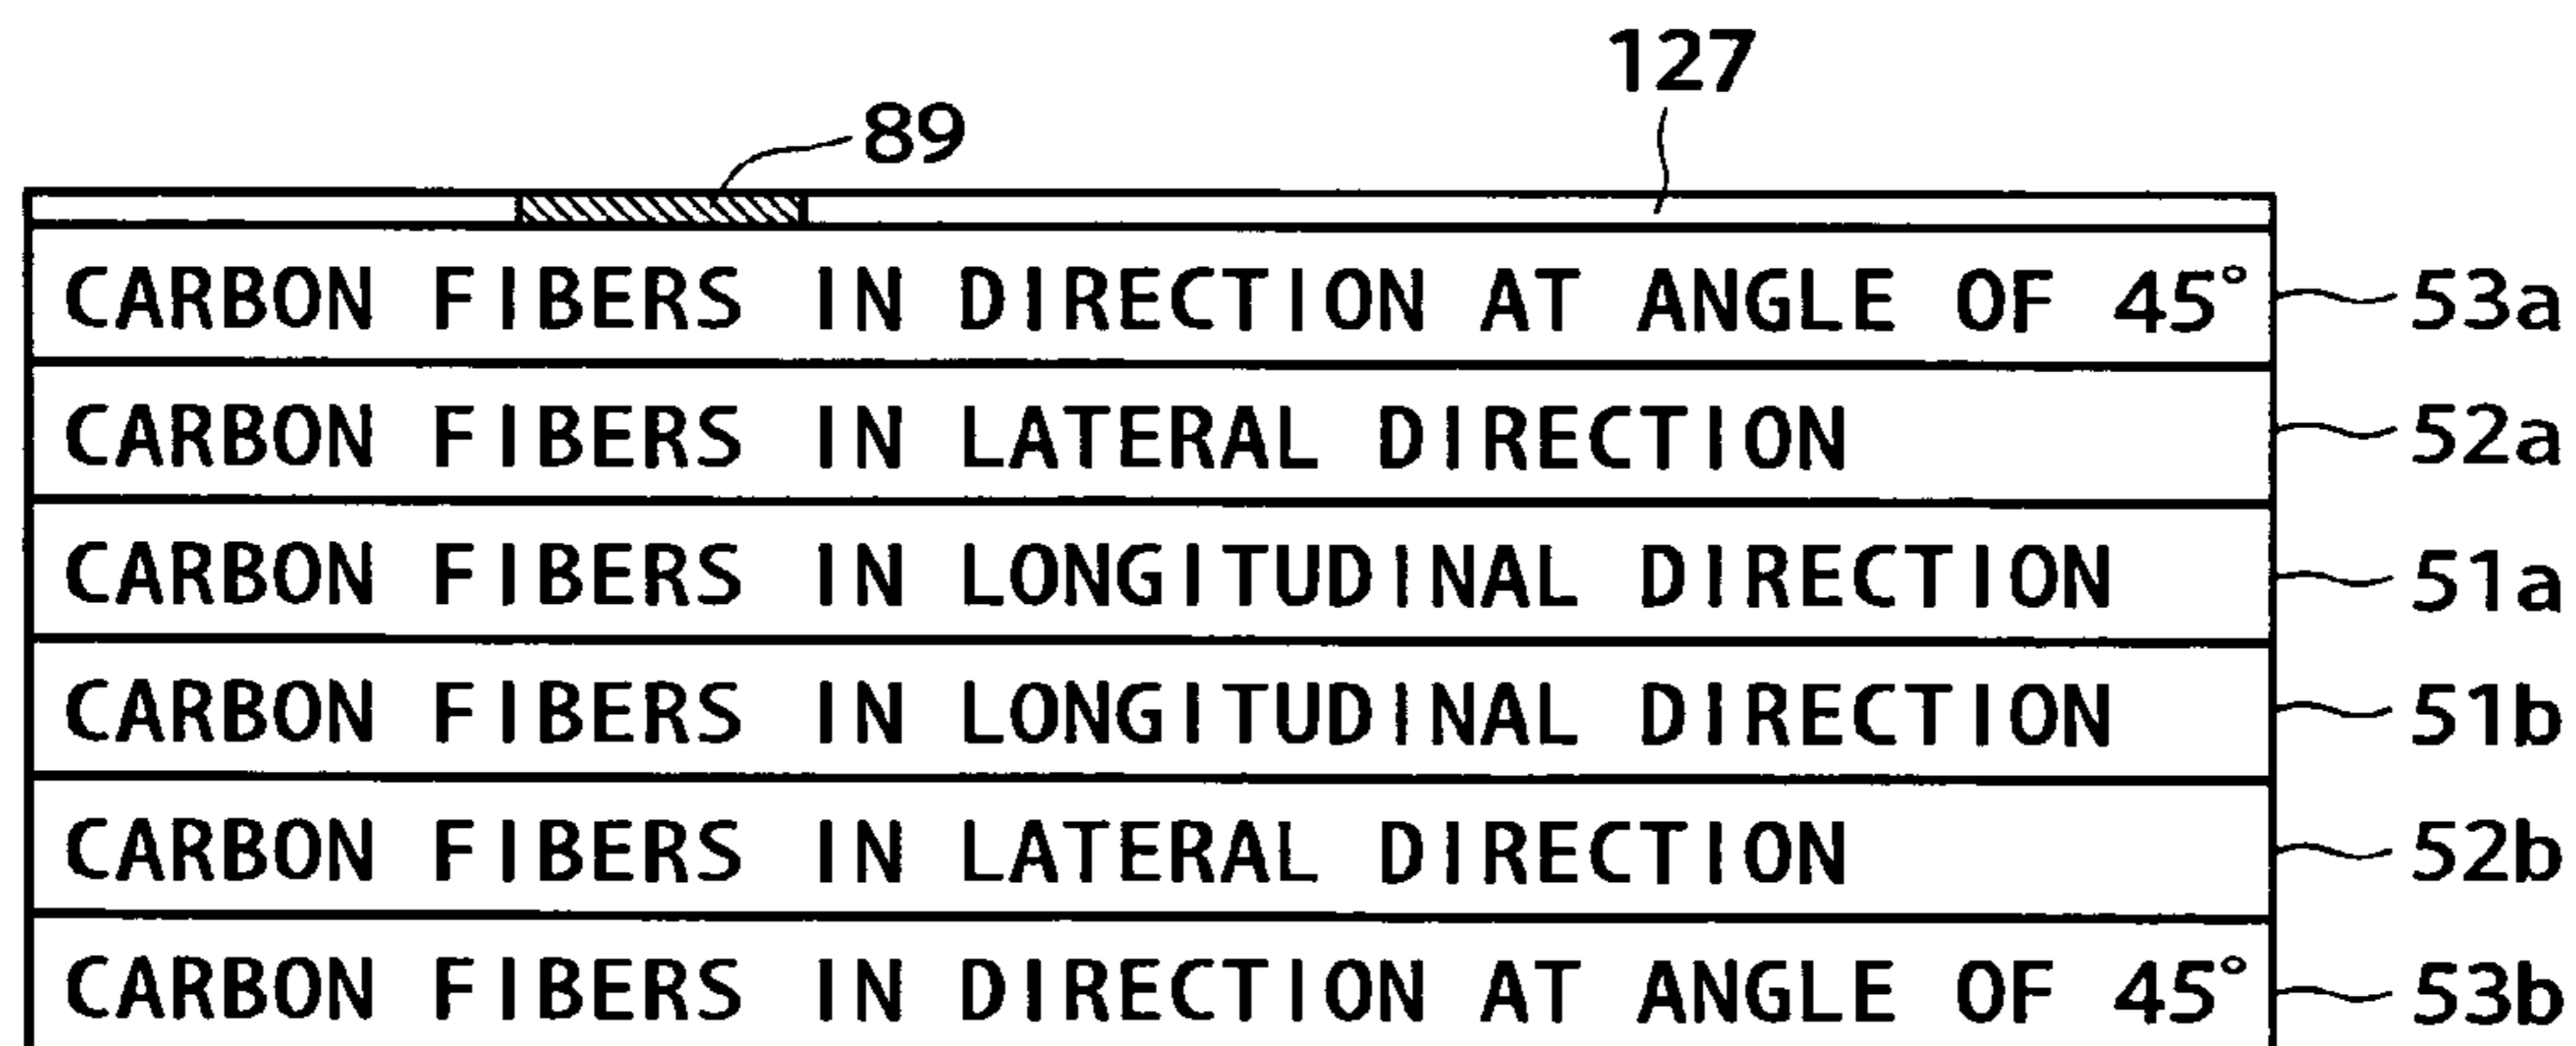 127
89
CARBON FIBERS IN DIRECTION AT ANGLE OF 45° 53a
CARBON FIBERS IN LATERAL DIRECTION 52a
CARBON FIBERS IN LONGITUDINAL DIRECTION 51a
CARBON FIBERS IN LONGITUDINAL DIRECTION 51b
CARBON FIBERS IN LATERAL DIRECTION 52b
CARBON FIBERS IN DIRECTION AT ANGLE OF 45° 53b